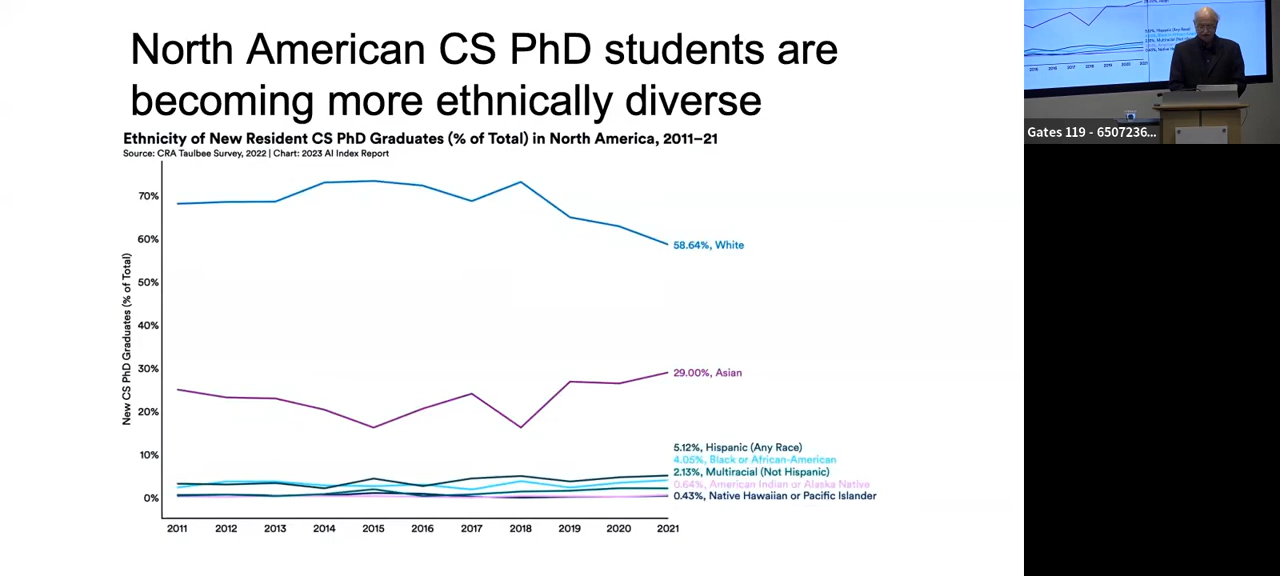 North American CS PhD students are
becoming more ethnically diverse
Ethnicity of New Resident CS PhD Graduates (% of Total) in North America, 2011–21
Source: CRA Taulbee Survey, 2022 | Chart: 2023 AI Index Report
New CS PhD Graduates (% of Total)
70%
60%
50%
40%
30%
20%
10%
0%
58.64%, White
29.00%, Asian
5.12%, Hispanic (Any Race)
4.05%, Black or African-American
2.13%, Multiracial (Not Hispanic)
0.64%, American Indian or Alaska Native
0.43%, Native Hawaiian or Pacific Islander
2011 2012 2013 2014 2015 2016 2017 2018 2019 2020 2021
Gates 119 - 6507236...